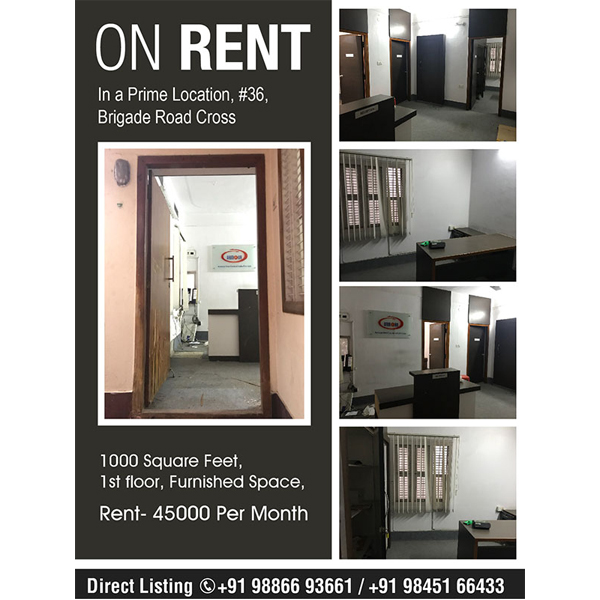 ON RENT
In a Prime Location, #36,
Brigade Road Cross
1000 Square Feet,
1st floor, Furnished Space,
Rent- 45000 Per Month
Direct Listing +91 98866 93661 / +91 98451 66433